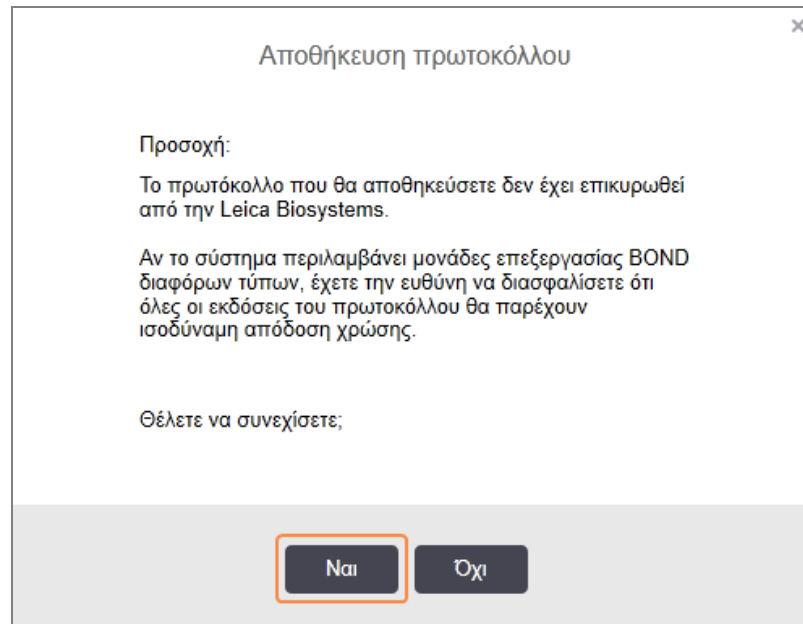 Αποθήκευση πρωτοκόλλου
Προσοχή:
Το πρωτόκολλο που θα αποθηκεύσετε δεν έχει επικυρωθεί
από την Leica Biosystems.
Αν το σύστημα περιλαμβάνει μονάδες επεξεργασίας BOND
διαφόρων τύπων, έχετε την ευθύνη να διασφαλίσετε ότι
όλες οι εκδόσεις του πρωτοκόλλου θα παρέχουν
ισοδύναμη απόδοση χρώσης.
Θέλετε να συνεχίσετε;
Ναι
Όχι